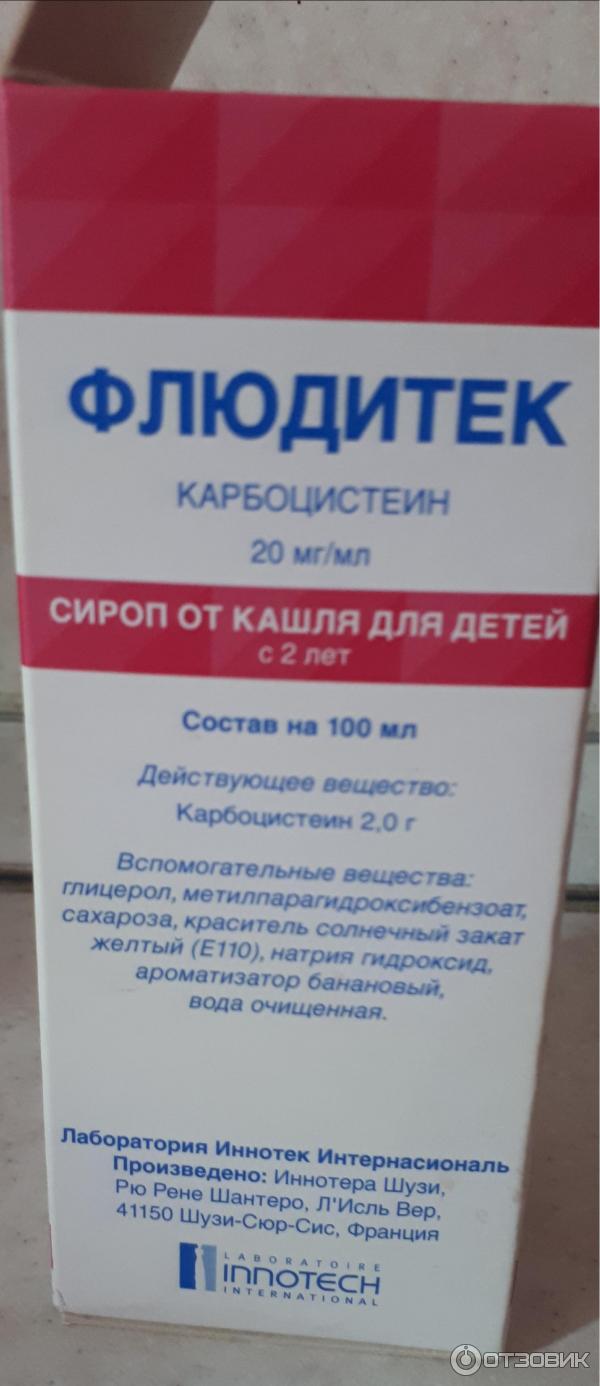 ФЛЮДИТЕК
КАРБОЦИСТЕИН
20 мг/мл
СИРОП ОТ КАШЛЯ ДЛЯ ДЕТЕЙ
с 2 лет
Состав на 100 мл
Действующее вещество:
Карбоцистеин 2,0 г
Вспомогательные вещества:
глицерол, метилпарагидроксибензоат,
сахароза, краситель солнечный закат
желтый (Е110), натрия гидроксид,
ароматизатор банановый,
вода очищенная.
Лаборатория Иннотек Интернасиональ
Произведено: Иннотера Шузи,
Рю Рене Шантеро, Л'Исль Вер,
41150 Шузи-Сюр-Сис, Франция
LABORATOIRE
INNOTECH
INTERNATIONAL
ОТЗОВИК